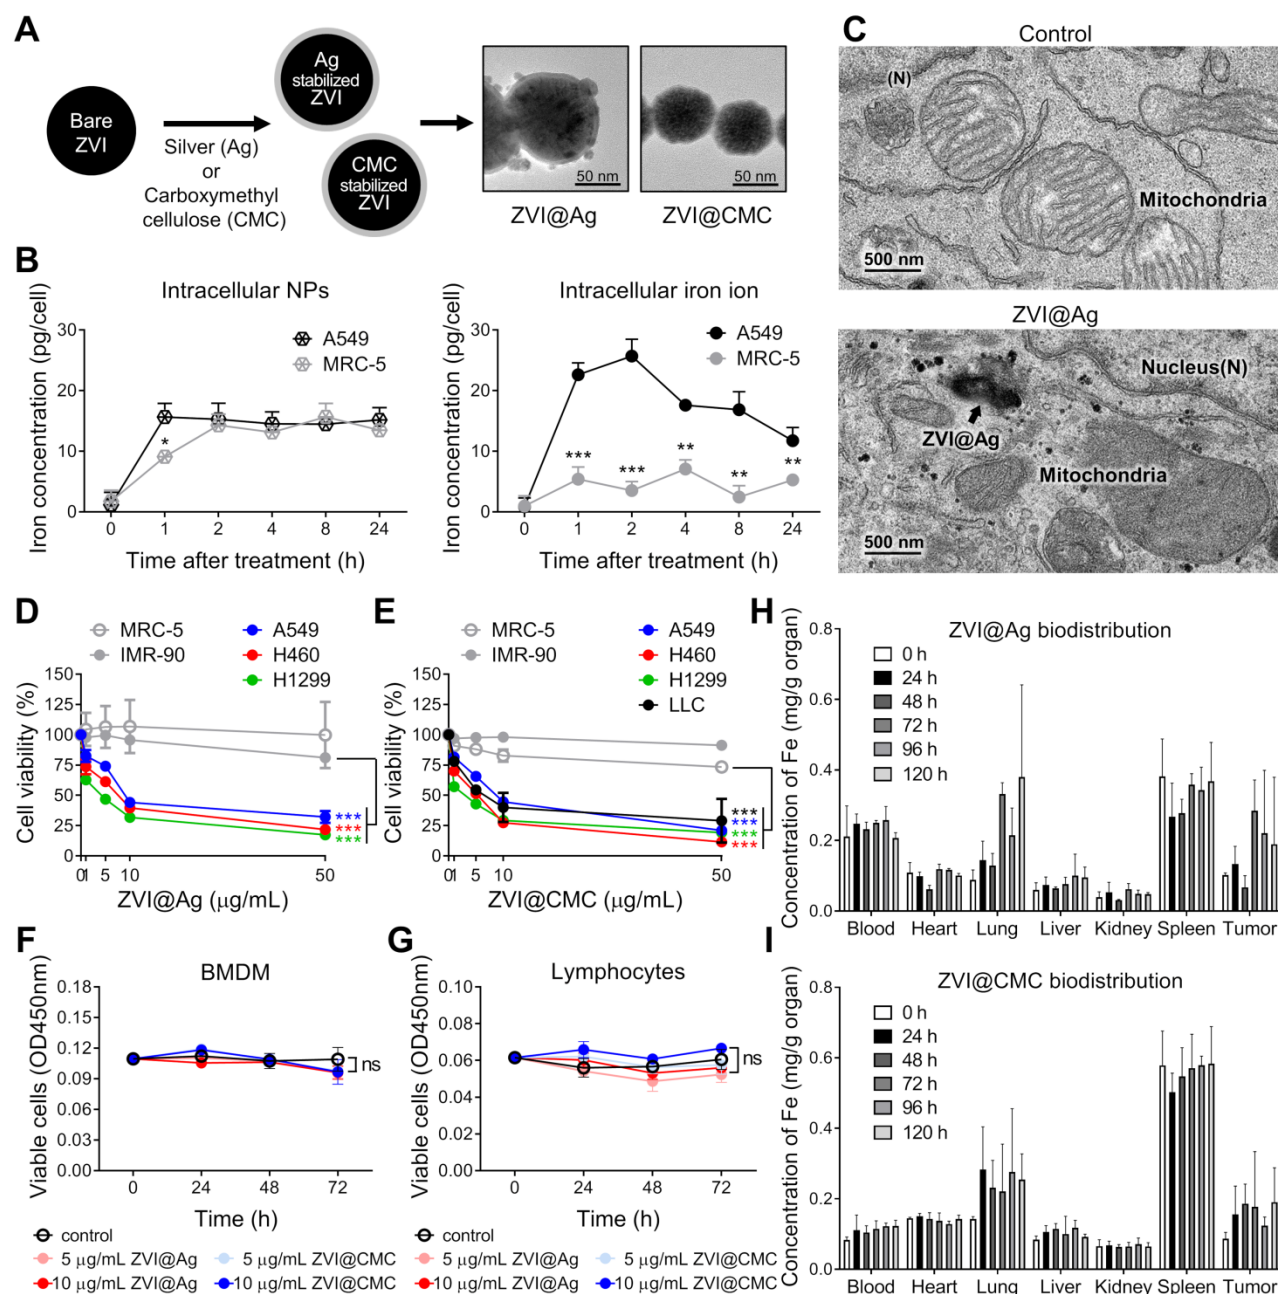 A
Bare
ZVI
Silver (Ag)
or
Carboxymethyl
cellulose (CMC)
Ag
stabilized
ZVI
CMC
stabilized
ZVI
50 nm
50 nm
ZVI@Ag
ZVI@CMC
B
Intracellular NPs
Iron concentration (pg/cell)
30
20
10
0
A549
MRC-5
*
0 1 2 4 8 24
Time after treatment (h)
Intracellular iron ion
Iron concentration (pg/cell)
30
20
10
0
A549
MRC-5
*** *** ** ** **
0 1 2 4 8 24
Time after treatment (h)
C
Control
(N)
Mitochondria
500 nm
ZVI@Ag
Nucleus(N)
ZVI@Ag
Mitochondria
500 nm
D
MRC-5
IMR-90
A549
H460
H1299
Cell viability (%)
150
125
100
75
50
25
0
***
***
***
0 1 5 10 50
ZVI@Ag (μg/mL)
E
MRC-5
IMR-90
A549
H460
H1299
LLC
Cell viability (%)
150
125
100
75
50
25
0
***
***
***
***
0 1 5 10 50
ZVI@CMC (μg/mL)
F
BMDM
Viable cells (OD450nm)
0.18
0.15
0.12
0.09
0.06
0.03
0.00
ns
0 24 48 72
Time (h)
control
5 μg/mL ZVI@Ag
5 μg/mL ZVI@CMC
10 μg/mL ZVI@Ag
10 μg/mL ZVI@CMC
G
Lymphocytes
Viable cells (OD450nm)
0.10
0.08
0.06
0.04
0.02
0.00
ns
0 24 48 72
Time (h)
control
5 μg/mL ZVI@Ag
5 μg/mL ZVI@CMC
10 μg/mL ZVI@Ag
10 μg/mL ZVI@CMC
H
ZVI@Ag biodistribution
Concentration of Fe (mg/g organ)
0.8
0.6
0.4
0.2
0.0
0 h
24 h
48 h
72 h
96 h
120 h
Blood Heart Lung Liver Kidney Spleen Tumor
I
ZVI@CMC biodistribution
Concentration of Fe (mg/g organ)
0.8
0.6
0.4
0.2
0.0
0 h
24 h
48 h
72 h
96 h
120 h
Blood Heart Lung Liver Kidney Spleen Tumor